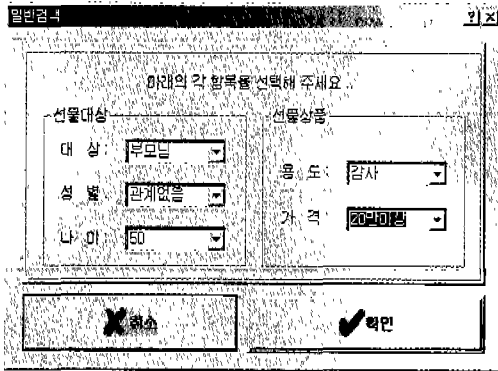 일반검색
아래의 각 항목을 선택해 주세요..
선물대상
대 상: 부모님
성 별: 관계없음
나 이: 50
선물상품
용 도: 감사
가 격: 20만이상
취소
확인